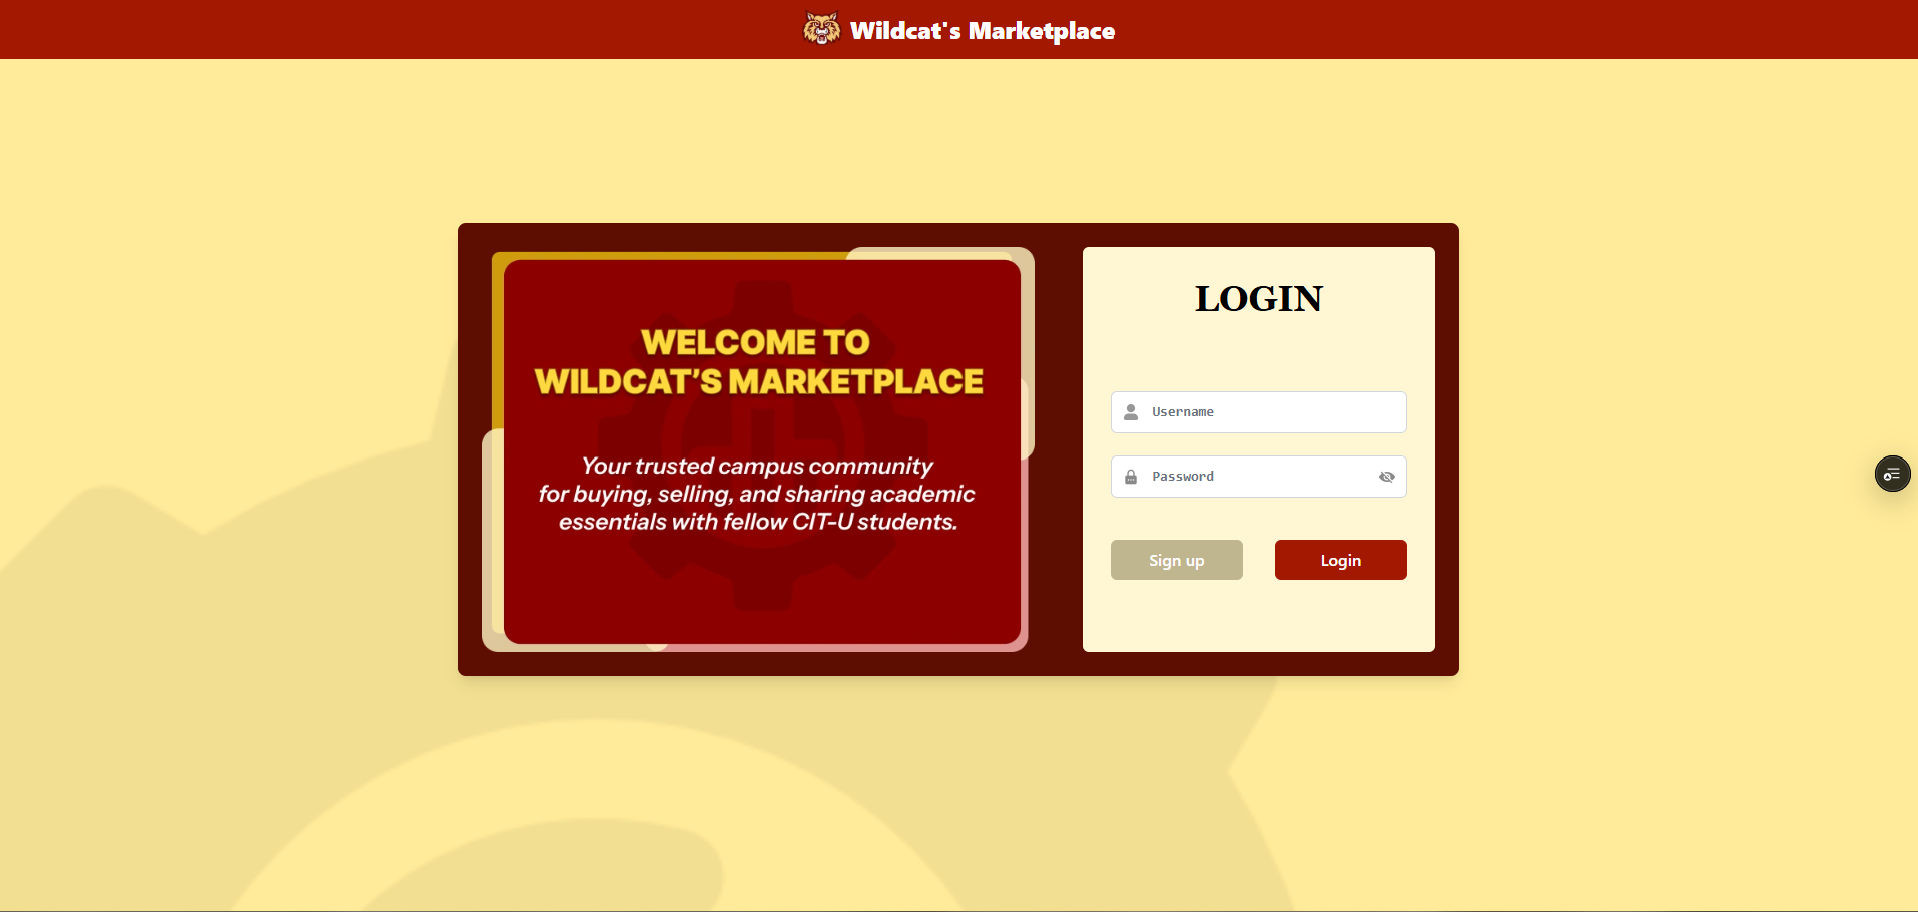 Wildcat's Marketplace
WELCOME TO
WILDCAT’S MARKETPLACE
Your trusted campus community
for buying, selling, and sharing academic
essentials with fellow CIT-U students.
LOGIN
Username
Password
Sign up
Login